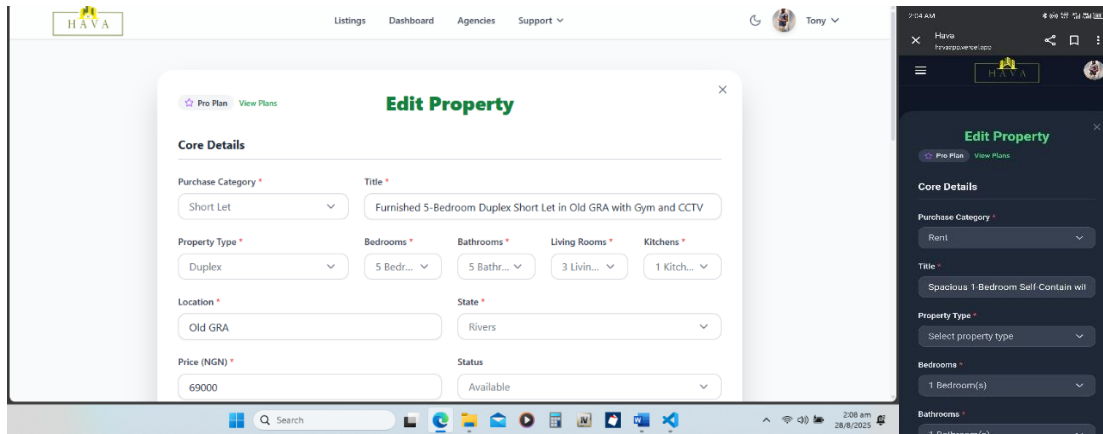 HAVA
Listings Dashboard Agencies Support Tony
Pro Plan View Plans
Edit Property
Core Details
Purchase Category * Title *
Short Let Furnished 5-Bedroom Duplex Short Let in Old GRA with Gym and CCTV
Property Type * Bedrooms * Bathrooms * Living Rooms * Kitchens *
Duplex 5 Bedr... 5 Bathr... 3 Livin... 1 Kitch...
Location * State *
Old GRA Rivers
Price (NGN) * Status
69000 Available
Search
2:08 am
28/8/2025
2:04 AM
Hava
HAVA
Edit Property
Pro Plan View Plans
Core Details
Purchase Category *
Rent
Title *
Spacious 1-Bedroom Self-Contain wil
Property Type *
Select property type
Bedrooms *
1 Bedroom(s)
Bathrooms *
1 Bathroom(s)